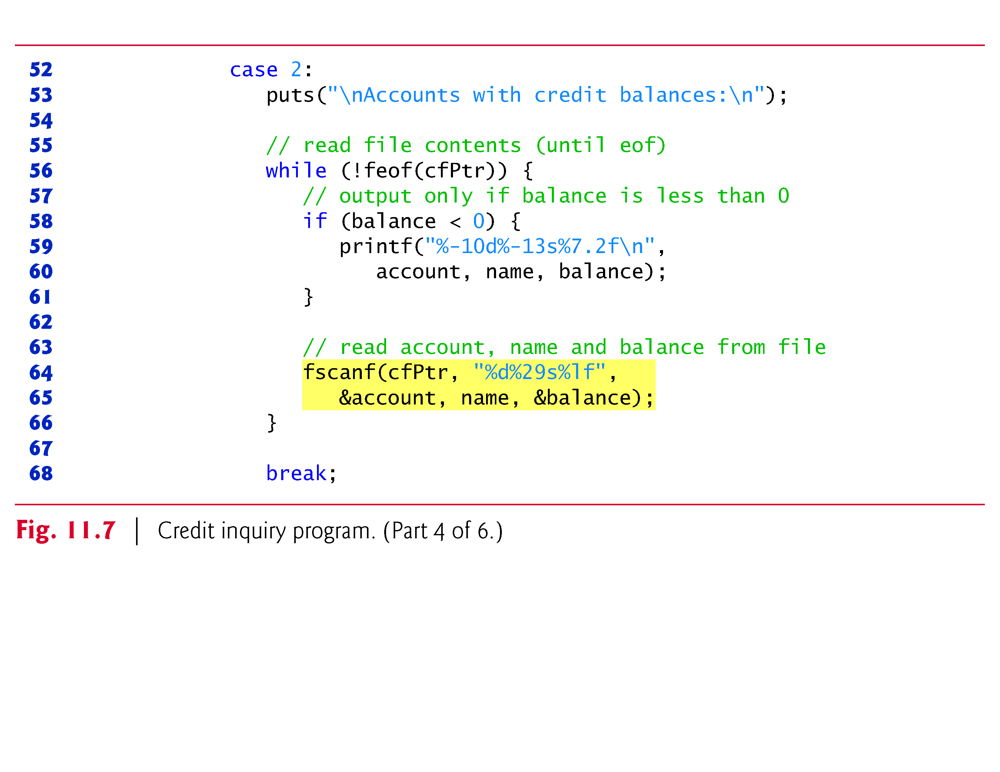 52 case 2:
53 puts("\nAccounts with credit balances:\n");
54
55 // read file contents (until eof)
56 while (!feof(cfPtr)) {
57 // output only if balance is less than 0
58 if (balance < 0) {
59 printf("%-10d%-13s%7.2f\n",
60 account, name, balance);
61 }
62
63 // read account, name and balance from file
64 fscanf(cfPtr, "%d%29s%lf",
65 &account, name, &balance);
66 }
67
68 break;
Fig. 11.7 | Credit inquiry program. (Part 4 of 6.)